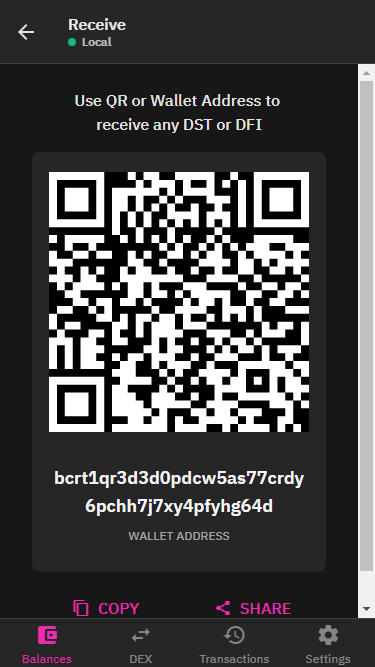 Receive
Local
Use QR or Wallet Address to
receive any DST or DFI
bcrt1qr3d3d0pdcw5as77crdy
6pchh7j7xy4pfyhg64d
WALLET ADDRESS
COPY
SHARE
Balances
DEX
Transactions
Settings